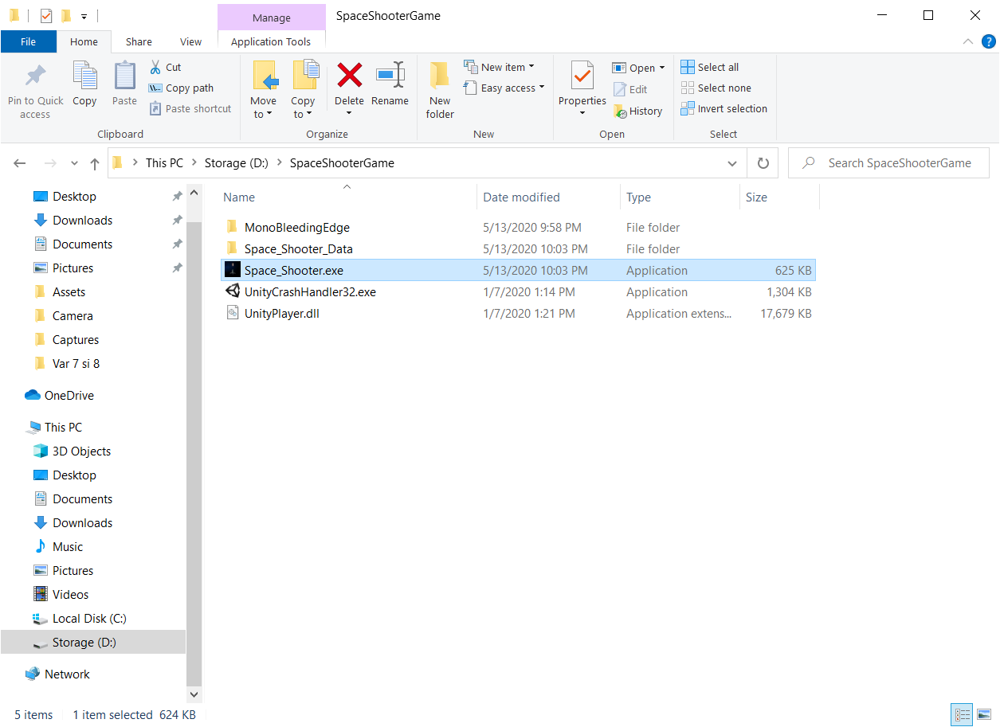 Manage SpaceShooterGame
File Home Share View Application Tools
Pin to Quick access
Copy
Paste
Cut
Copy path
Paste shortcut
Clipboard
Move to
Copy to
Delete
Rename
Organize
New folder
New item
Easy access
New
Properties
Open
Edit
History
Open
Select all
Select none
Invert selection
Select
This PC > Storage (D:) > SpaceShooterGame
Search SpaceShooterGame
Desktop
Downloads
Documents
Pictures
Assets
Camera
Captures
Var 7 si 8
OneDrive
This PC
3D Objects
Desktop
Documents
Downloads
Music
Pictures
Videos
Local Disk (C:)
Storage (D:)
Network
Name Date modified Type Size
MonoBleedingEdge 5/13/2020 9:58 PM File folder
Space_Shooter_Data 5/13/2020 10:03 PM File folder
Space_Shooter.exe 5/13/2020 10:03 PM Application 625 KB
UnityCrashHandler32.exe 1/7/2020 1:14 PM Application 1,304 KB
UnityPlayer.dll 1/7/2020 1:21 PM Application extens... 17,679 KB
5 items 1 item selected 624 KB